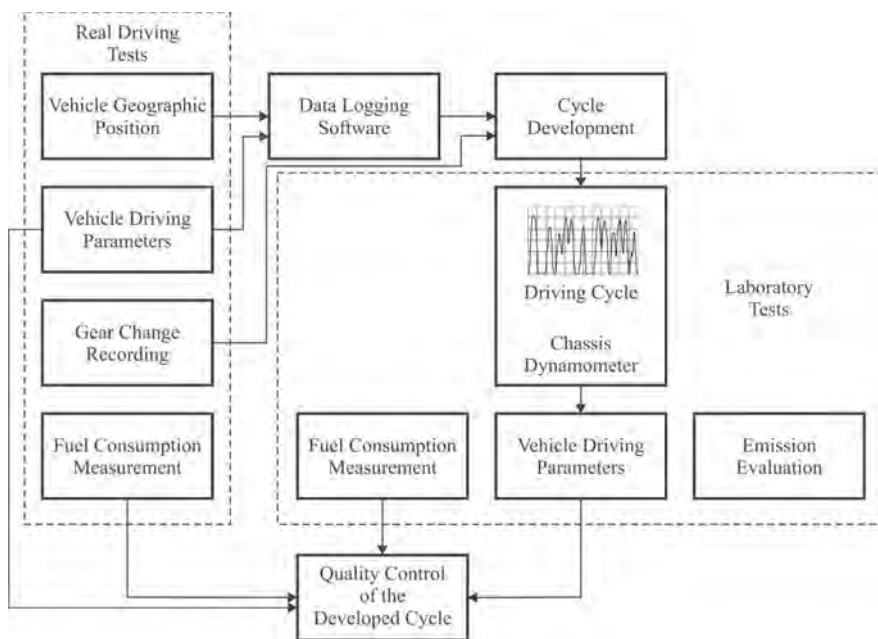 Real Driving
Tests
Vehicle Geographic
Position
Data Logging
Software
Cycle
Development
Vehicle Driving
Parameters
Driving Cycle
Chassis
Dynamometer
Laboratory
Tests
Gear Change
Recording
Fuel Consumption
Measurement
Fuel Consumption
Measurement
Vehicle Driving
Parameters
Emission
Evaluation
Quality Control
of the
Developed Cycle